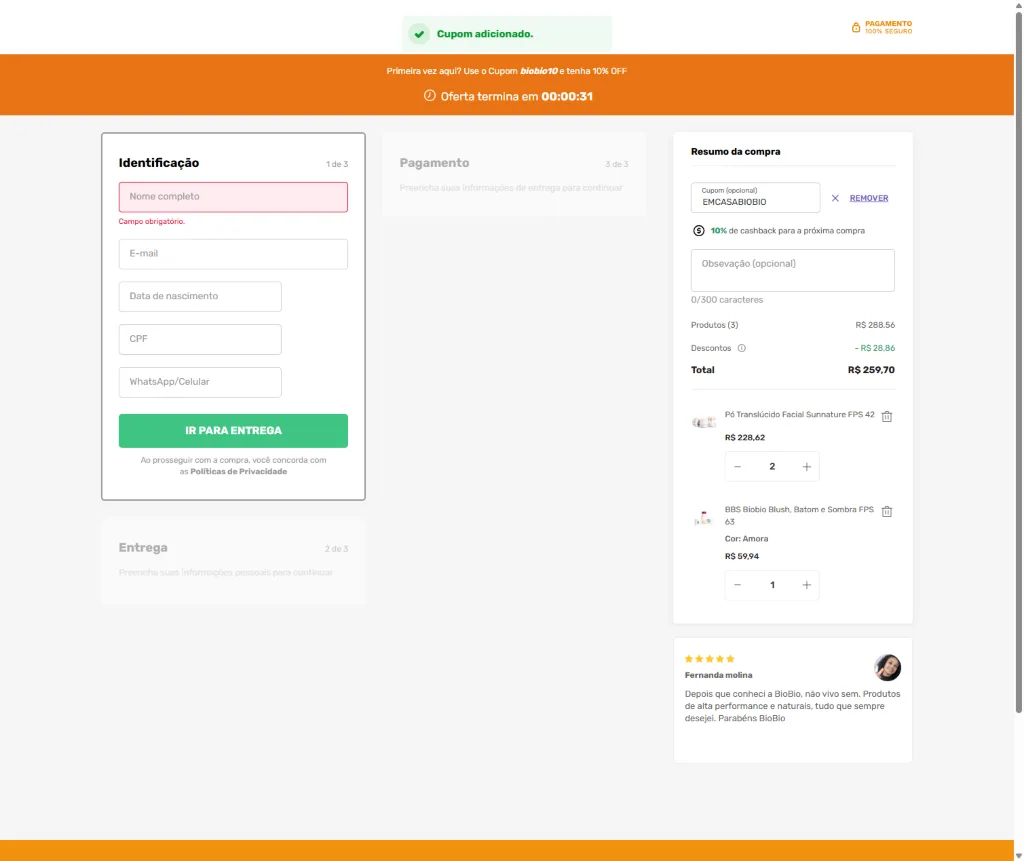 Cupom adicionado.
PAGAMENTO
100% SEGURO
Primeira vez aqui? Use o Cupom biobio10 e tenha 10% OFF
Oferta termina em 00:00:31
Identificação
1 de 3
Nome completo
Campo obrigatório.
E-mail
Data de nascimento
CPF
WhatsApp/Celular
IR PARA ENTREGA
Ao prosseguir com a compra, você concorda com
as Políticas de Privacidade
Entrega
2 de 3
Preencha suas informações pessoais para continuar
Pagamento
3 de 3
Preencha suas informações de entrega para continuar
Resumo da compra
Cupom (opcional)
EMCASABIOBIO
REMOVER
10% de cashback para a próxima compra
Obsevação (opcional)
0/300 caracteres
Produtos (3) R$ 288,56
Descontos - R$ 28,86
Total R$ 259,70
Pó Translúcido Facial Sunnature FPS 42
R$ 228,62
2
BBS Biobio Blush, Batom e Sombra FPS
63
Cor: Amora
R$ 59,94
1
Fernanda molina
Depois que conheci a BioBio, não vivo sem. Produtos
de alta performance e naturais, tudo que sempre
desejei. Parabéns BioBio